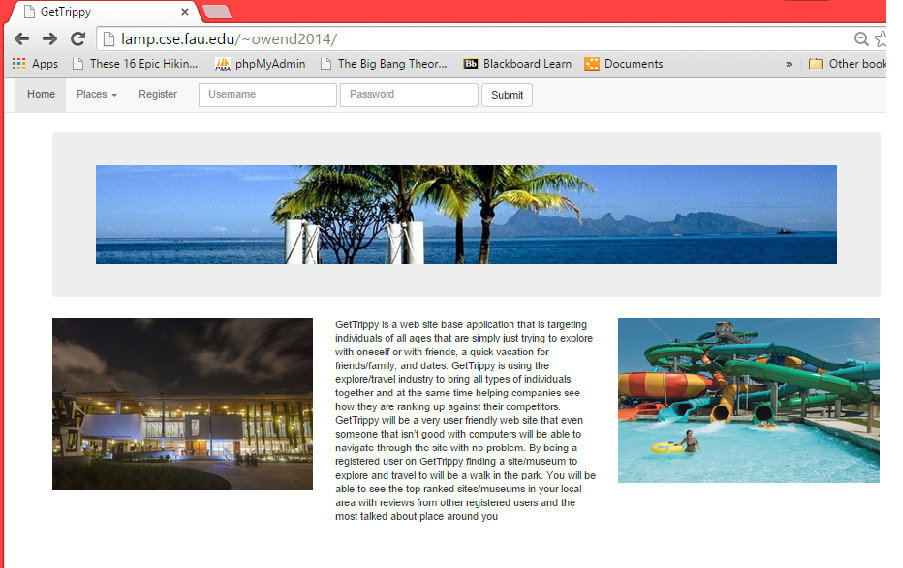 GetTrippy
lamp.cse.fau.edu/~owend2014/
Apps These 16 Epic Hikin... phpMyAdmin The Big Bang Theor... Bb Blackboard Learn Documents » Other book
Home Places Register Username Password Submit
GetTrippy is a web site base application that is targeting
individuals of all ages that are simply just trying to explore
with oneself or with friends, a quick vacation for
friends/family, and dates. GetTrippy is using the
explore/travel industry to bring all types of individuals
together and at the same time helping companies see
how they are ranking up against their competitors.
GetTrippy will be a very user friendly web site that even
someone that isn't good with computers will be able to
navigate through the site with no problem. By being a
registered user on GetTrippy finding a site/museum to
explore and travel to will be a walk in the park. You will be
able to see the top ranked sites/museums in your local
area with reviews from other registered users and the
most talked about place around you